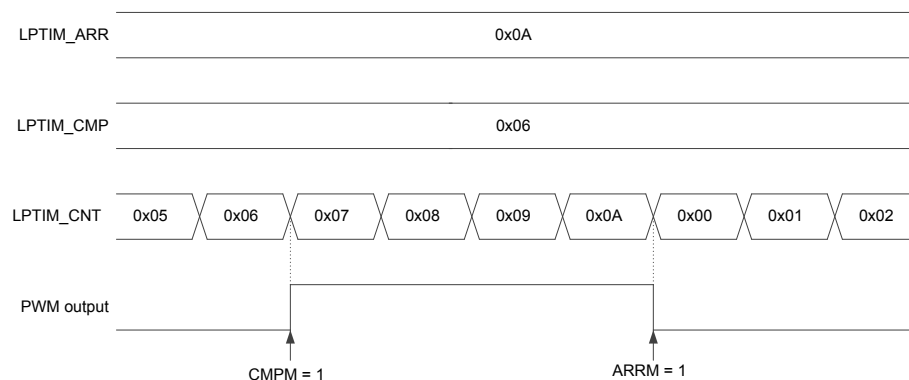 LPTIM_ARR 0x0A
LPTIM_CMP 0x06
LPTIM_CNT 0x05 0x06 0x07 0x08 0x09 0x0A 0x00 0x01 0x02
PWM output
CMPM = 1 ARRM = 1